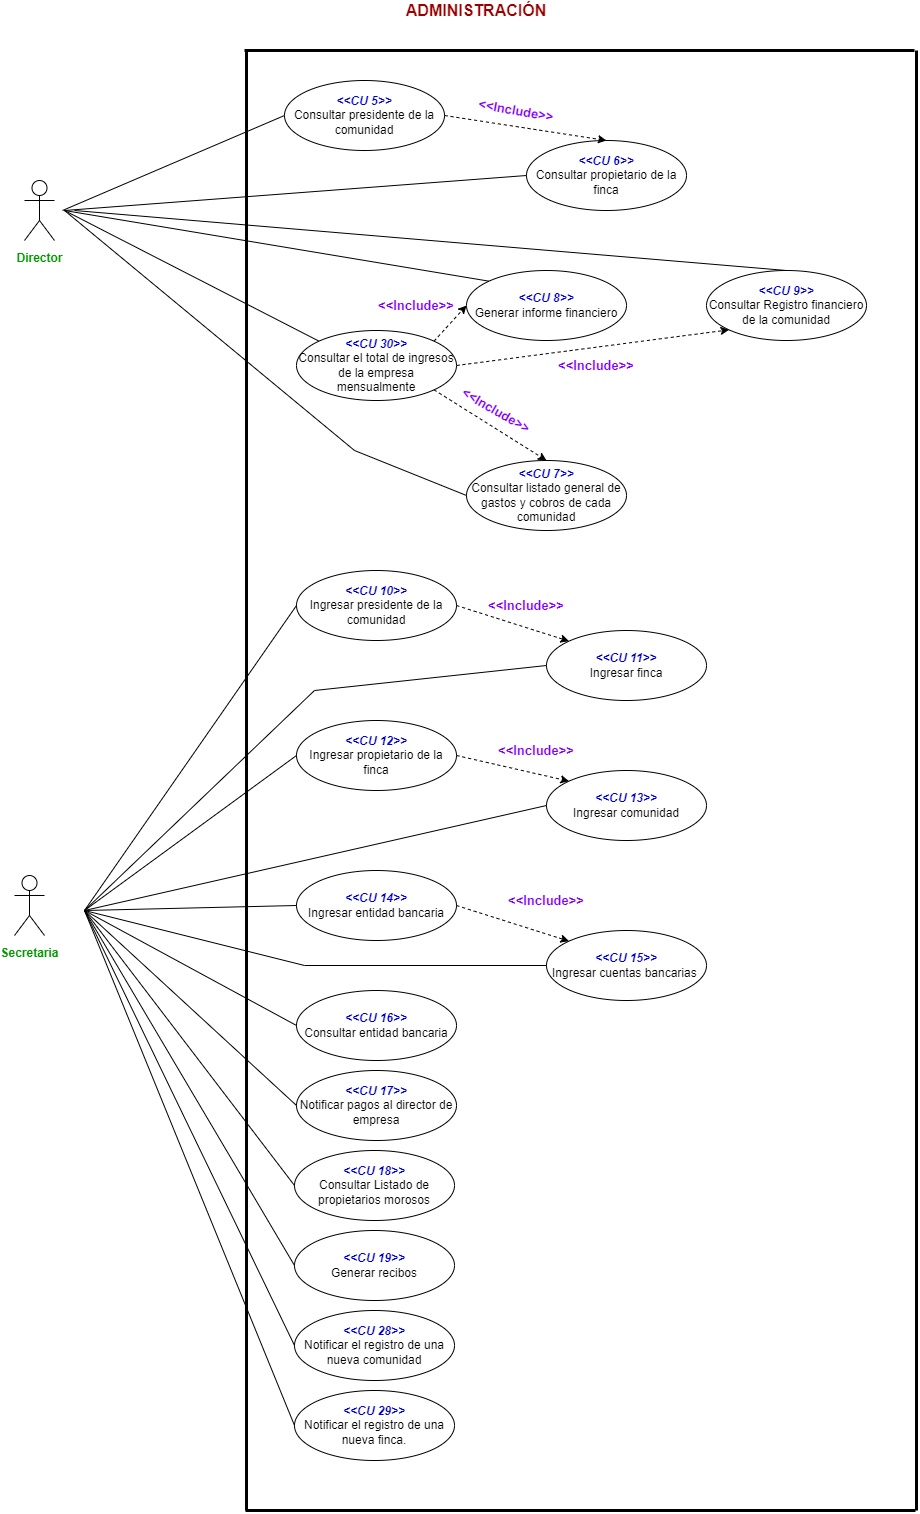 ADMINISTRACIÓN
<<CU 5>>
Consultar presidente de la
comunidad
<<Include>>
<<CU 6>>
Consultar propietario de la
finca
Director
<<CU 8>>
Generar informe financiero
<<Include>>
<<CU 9>>
Consultar Registro financiero
de la comunidad
<<CU 30>>
Consultar el total de ingresos
de la empresa
mensualmente
<<Include>>
<<Include>>
<<CU 7>>
Consultar listado general de
gastos y cobros de cada
comunidad
<<CU 10>>
Ingresar presidente de la
comunidad
<<Include>>
<<CU 11>>
Ingresar finca
<<CU 12>>
Ingresar propietario de la
finca
<<Include>>
<<CU 13>>
Ingresar comunidad
<<CU 14>>
Ingresar entidad bancaria
<<Include>>
<<CU 15>>
Ingresar cuentas bancarias
Secretaria
<<CU 16>>
Consultar entidad bancaria
<<CU 17>>
Notificar pagos al director de
empresa
<<CU 18>>
Consultar Listado de
propietarios morosos
<<CU 19>>
Generar recibos
<<CU 28>>
Notificar el registro de una
nueva comunidad
<<CU 29>>
Notificar el registro de una
nueva finca.